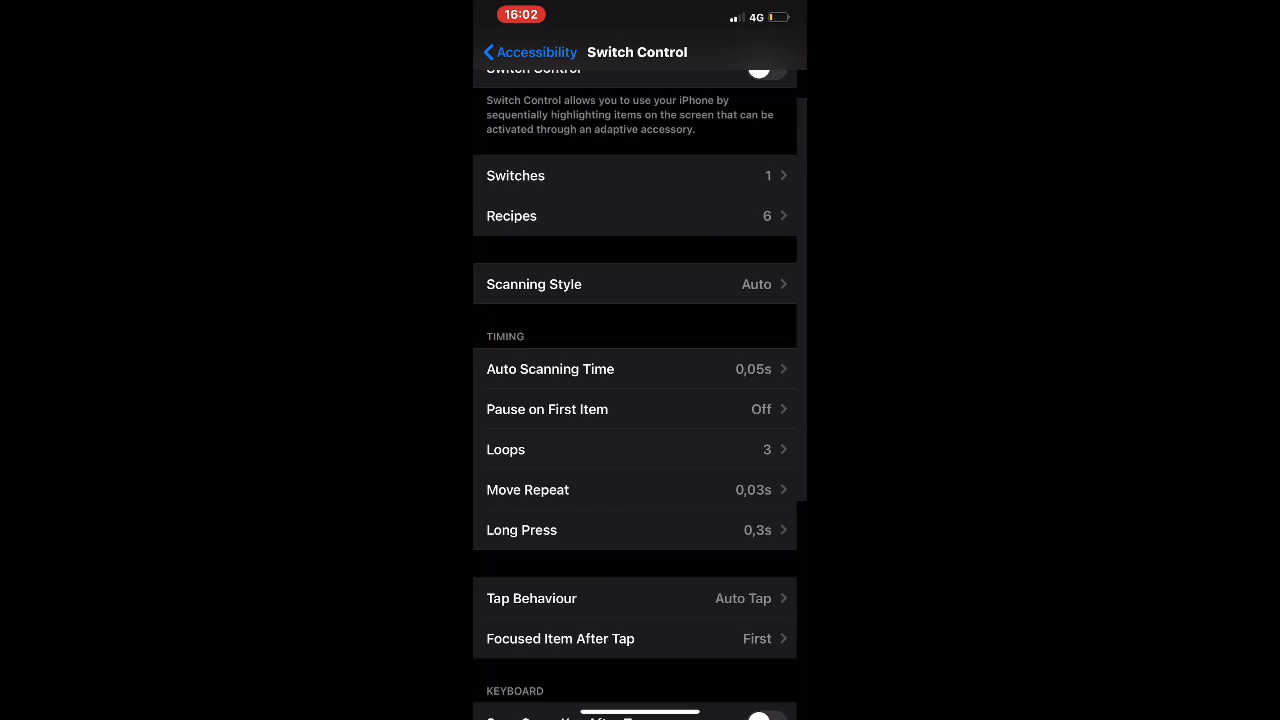 16:02
4G
Accessibility Switch Control
Switch Control
Switch Control allows you to use your iPhone by
sequentially highlighting items on the screen that can be
activated through an adaptive accessory.
Switches 1
Recipes 6
Scanning Style Auto
TIMING
Auto Scanning Time 0,05s
Pause on First Item Off
Loops 3
Move Repeat 0,03s
Long Press 0,3s
Tap Behaviour Auto Tap
Focused Item After Tap First
KEYBOARD